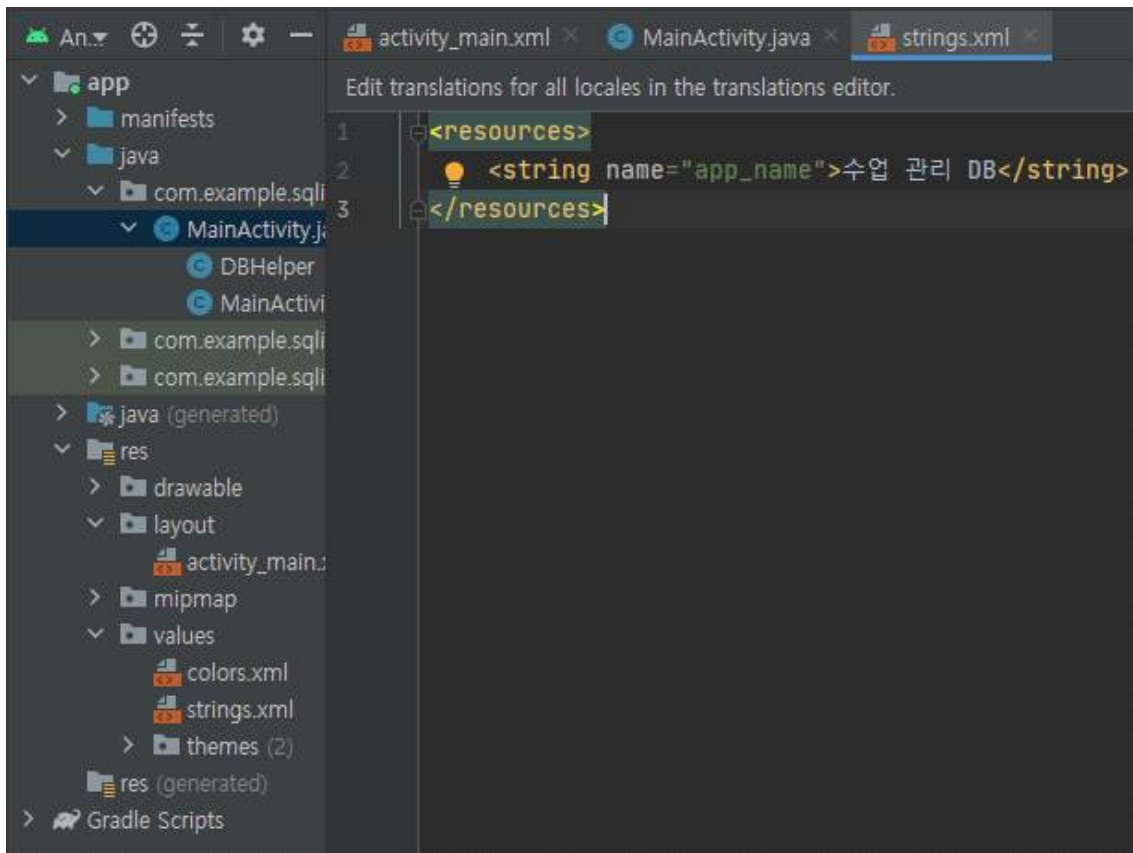 An...
activity_main.xml
MainActivity.java
strings.xml
app
manifests
java
com.example.sqli
MainActivity.ja
DBHelper
MainActivi
com.example.sqli
com.example.sqli
java (generated)
res
drawable
layout
activity_main.x
mipmap
values
colors.xml
strings.xml
themes (2)
res (generated)
Gradle Scripts
Edit translations for all locales in the translations editor.
1 <resources>
2 <string name="app_name">수업 관리 DB</string>
3 </resources>